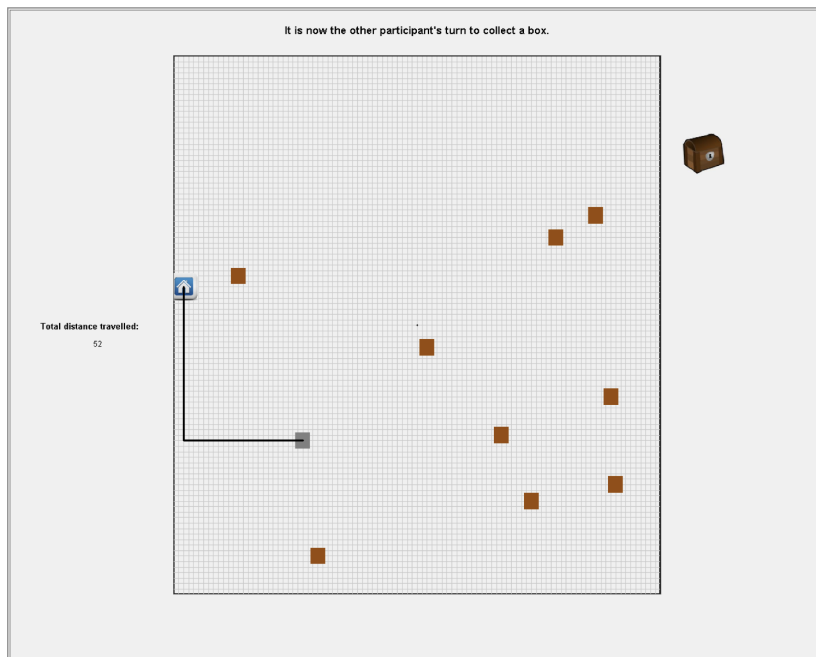 It is now the other participant's turn to collect a box.
Total distance travelled:
52